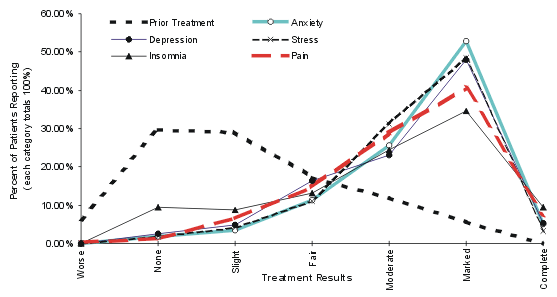 60.00%
50.00%
40.00%
30.00%
20.00%
10.00%
0.00%
Percent of Patients Reporting
(each category totals 100%)
Prior Treatment
Anxiety
Depression
Stress
Insomnia
Pain
Worse
None
Slight
Fair
Moderate
Marked
Complete
Treatment Results